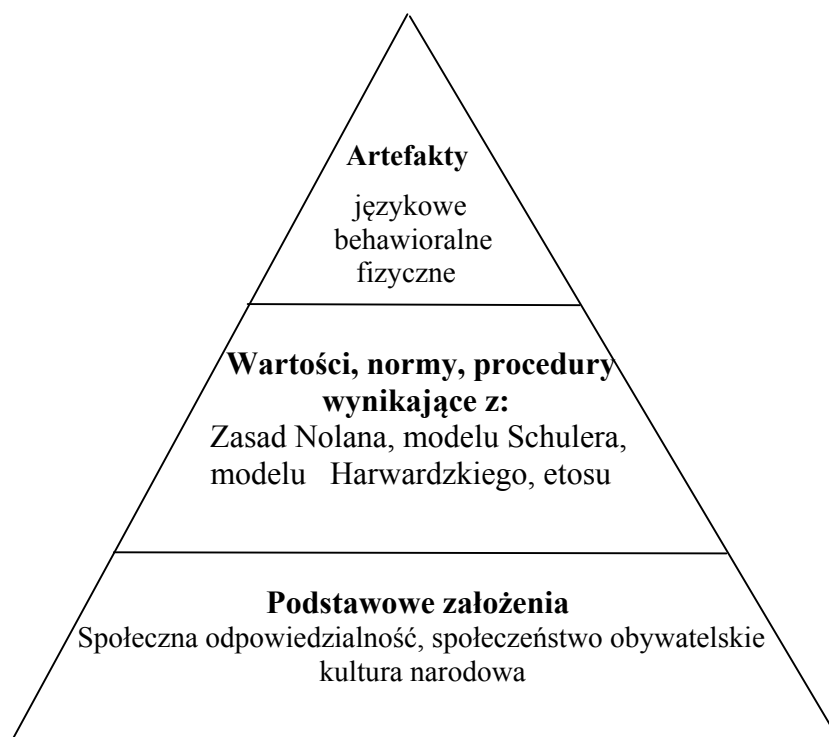 Artefakty
językowe
behawioralne
fizyczne
Wartości, normy, procedury
wynikające z:
Zasad Nolana, modelu Schulera,
modelu Harwardzkiego, etosu
Podstawowe założenia
Społeczna odpowiedzialność, społeczeństwo obywatelskie
kultura narodowa